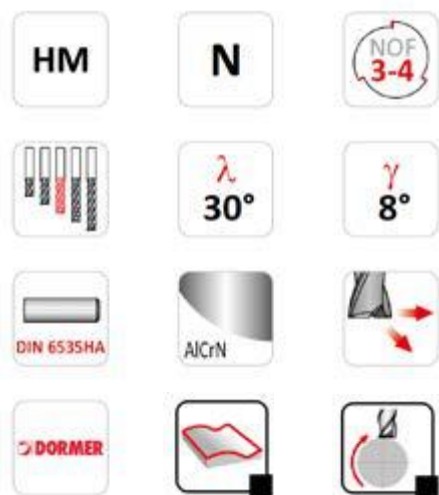 HM
N
NOF
3-4
λ
30°
γ
8°
DIN 6535HA
AlCrN
DORMER